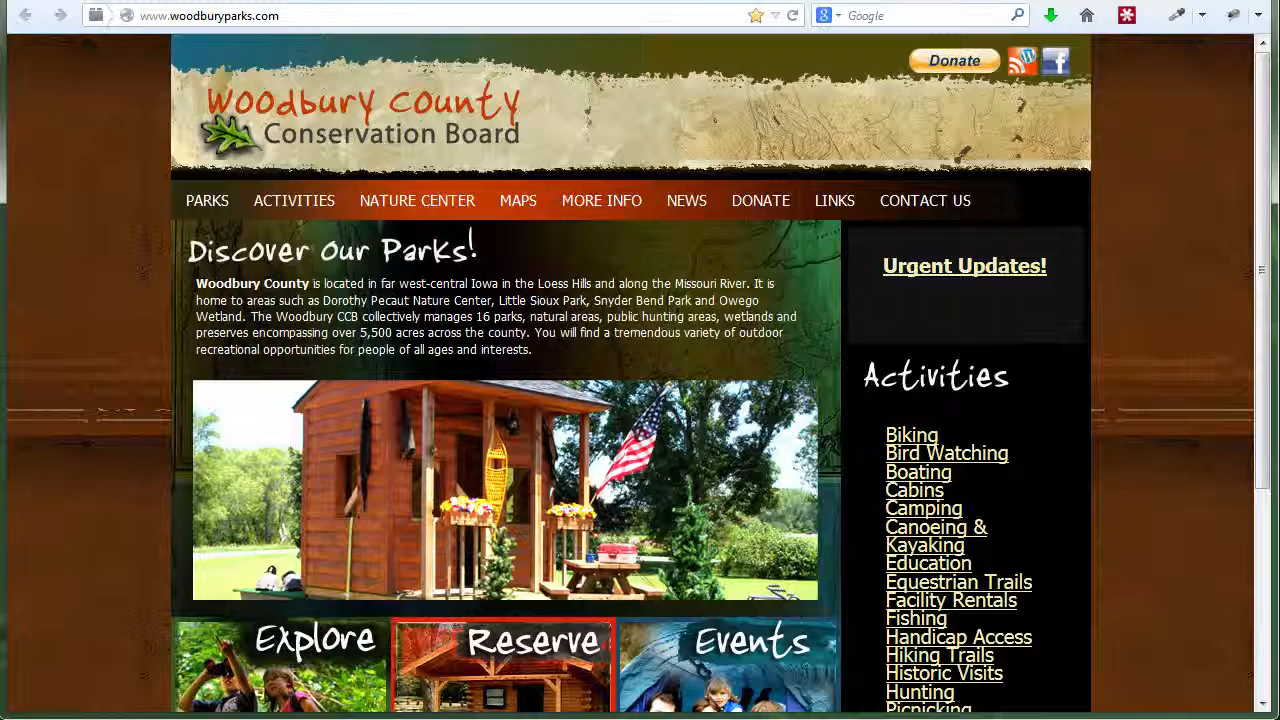 www.woodburyparks.com
Google
Donate
Woodbury County
Conservation Board
PARKS ACTIVITIES NATURE CENTER MAPS MORE INFO NEWS DONATE LINKS CONTACT US
Discover Our Parks!
Woodbury County is located in far west-central Iowa in the Loess Hills and along the Missouri River. It is
home to areas such as Dorothy Pecaut Nature Center, Little Sioux Park, Snyder Bend Park and Owego
Wetland. The Woodbury CCB collectively manages 16 parks, natural areas, public hunting areas, wetlands and
preserves encompassing over 5,500 acres across the county. You will find a tremendous variety of outdoor
recreational opportunities for people of all ages and interests.
Explore
Reserve
Events
Urgent Updates!
Activities
Biking
Bird Watching
Boating
Cabins
Camping
Canoeing &
Kayaking
Education
Equestrian Trails
Facility Rentals
Fishing
Handicap Access
Hiking Trails
Historic Visits
Hunting
Picnicking